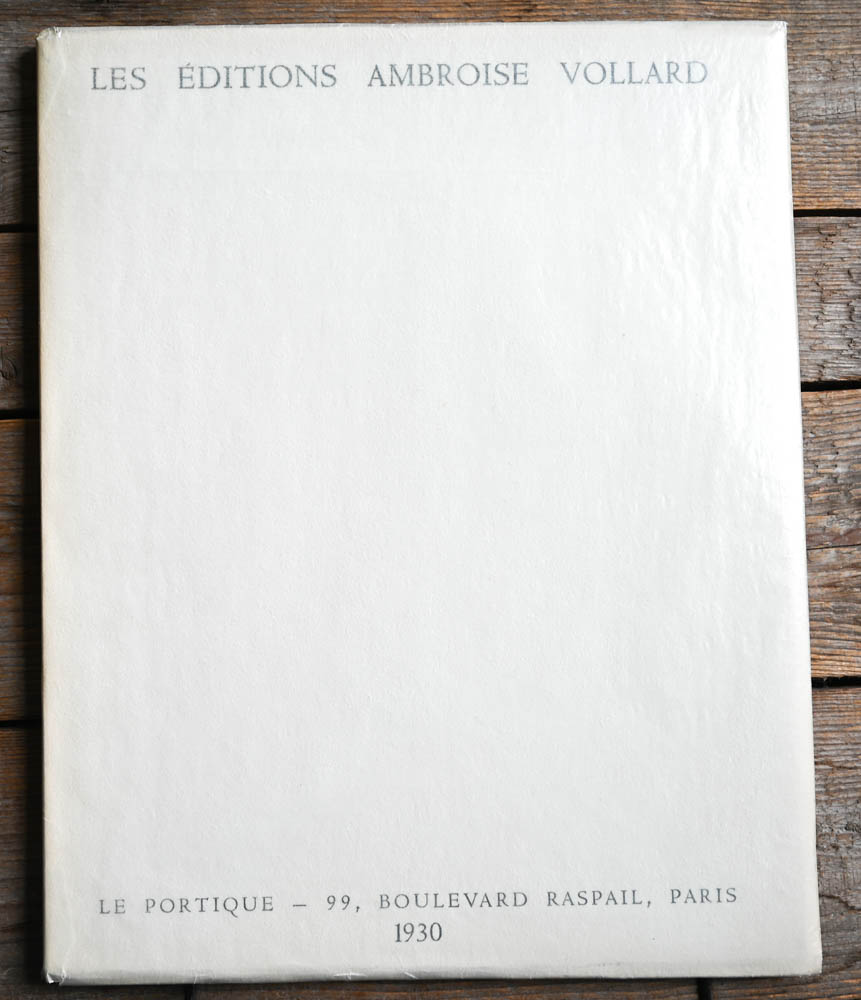 LES ÉDITIONS AMBROISE VOLLARD
LE PORTIQUE – 99, BOULEVARD RASPAIL, PARIS
1930